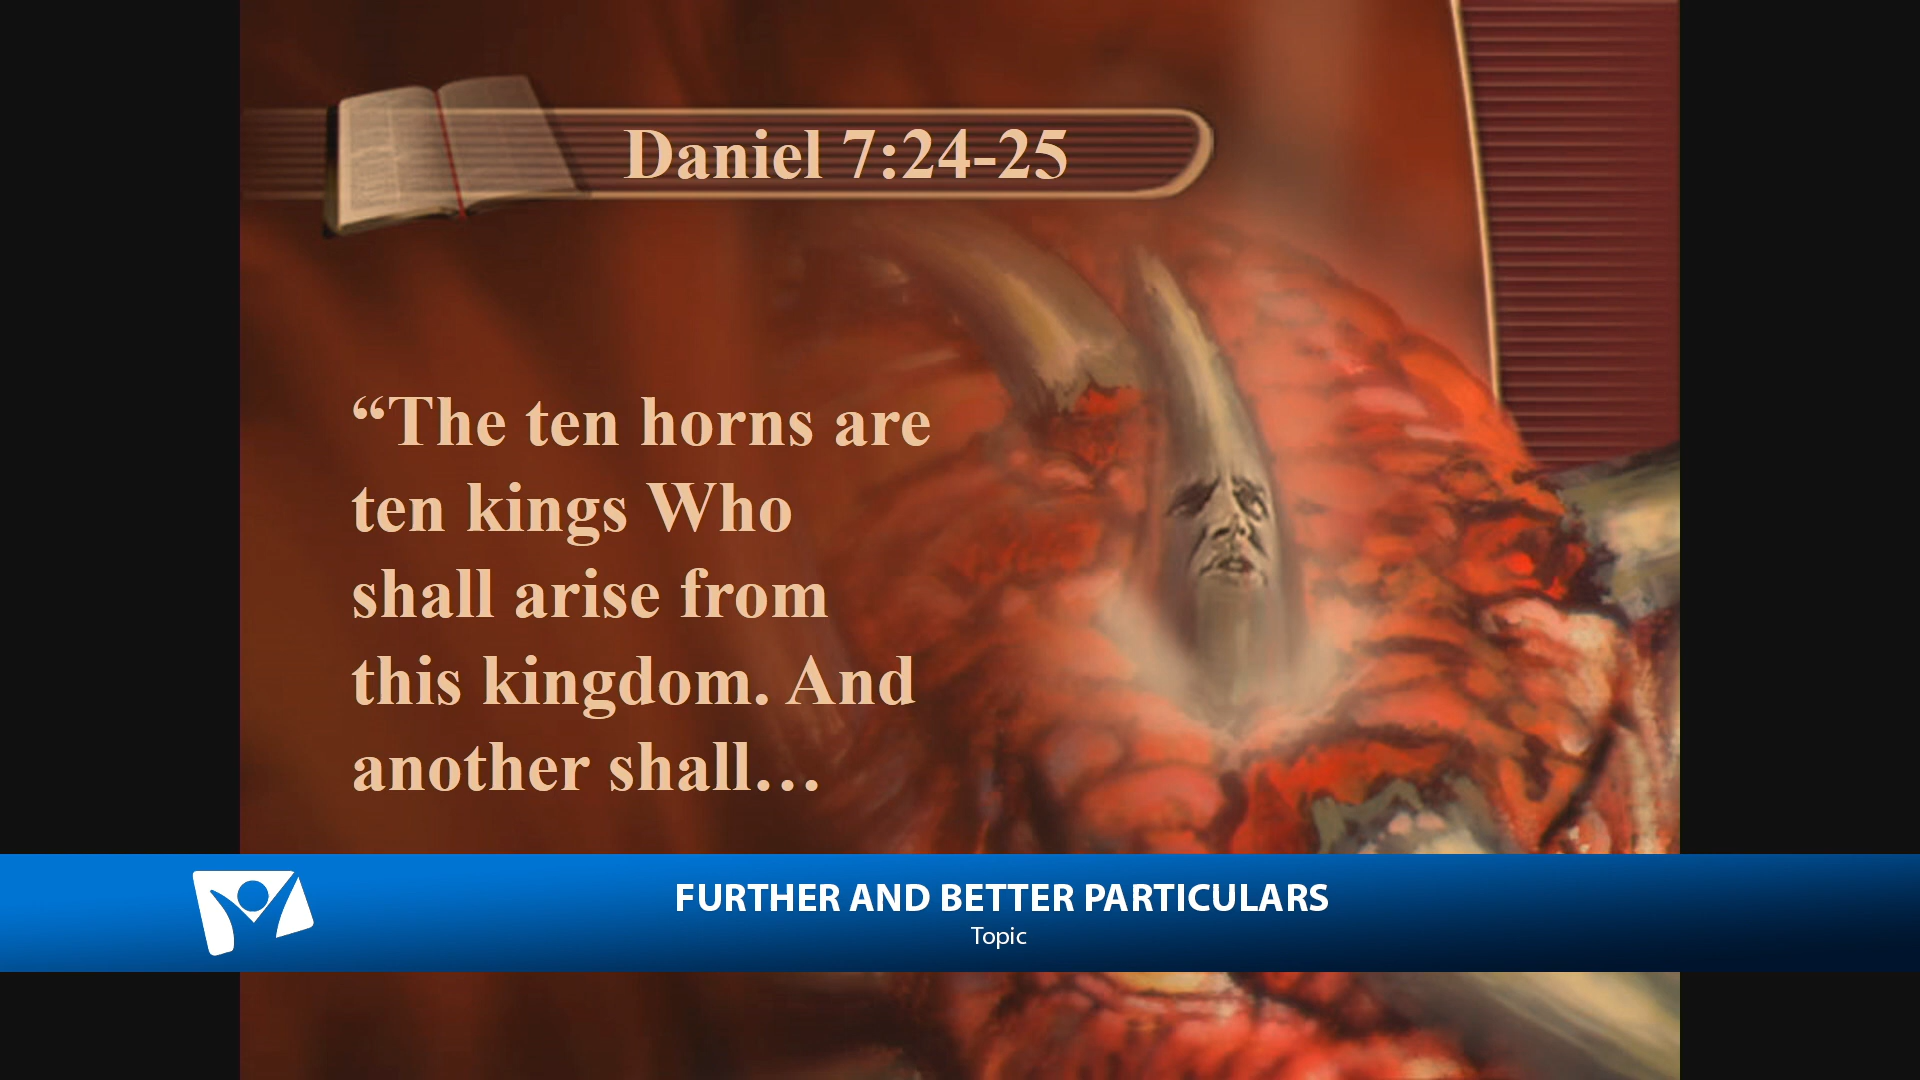 Daniel 7:24-25
“The ten horns are
ten kings Who
shall arise from
this kingdom. And
another shall…
FURTHER AND BETTER PARTICULARS
Topic